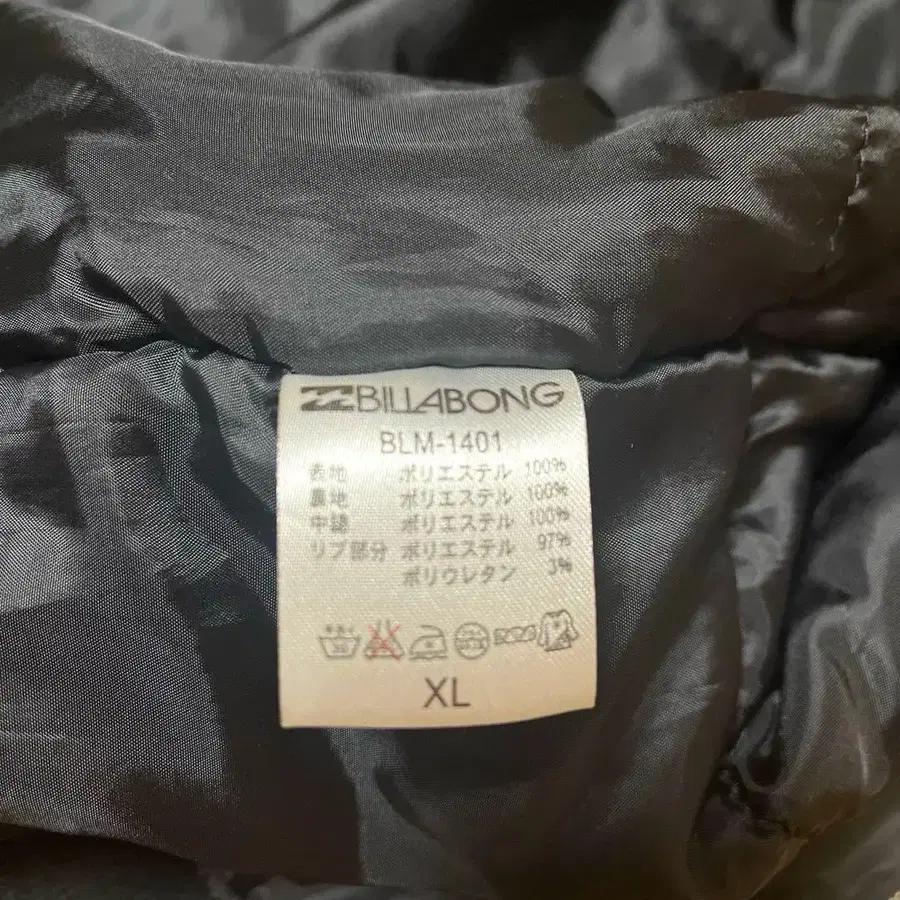 BILLABONG
BLM-1401
表地 ポリエステル 100%
裏地 ポリエステル 100%
中綿 ポリエステル 100%
リブ部分 ポリエステル 97%
ポリウレタン 3%
30
XL